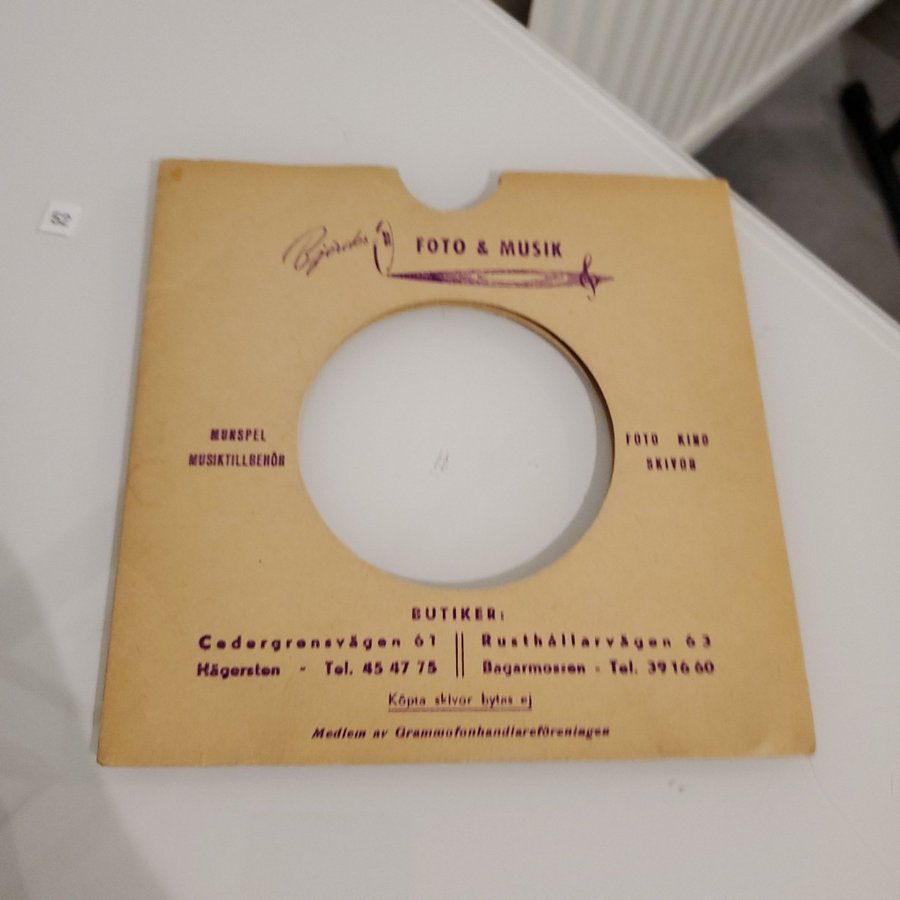 FOTO & MUSIK
MUNSPEL
MUSIKTILLBEHÖR
FOTO KINO
SKIVOR
BUTIKER:
Cedergrensvägen 61
Hägersten - Tel. 45 47 75
Rusthållarvägen 63
Bagarmossen - Tel. 39 16 60
Köpta skivor bytes ej
Medlem av Grammofonhandlareföreningen